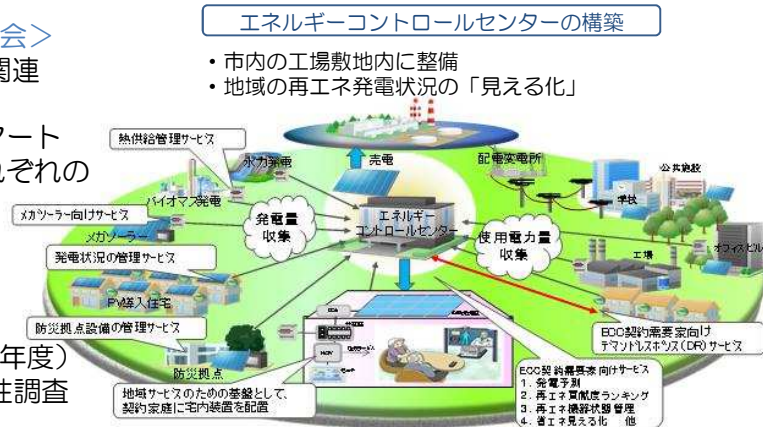 会＞
関連
タート
れぞれの
年度）
性調査
エネルギーコントロールセンターの構築
・市内の工場敷地内に整備
・地域の再エネ発電状況の「見える化」
熱供給管理サービス
水力発電
売電
配電変電所
公共施設
学校
バイオマス発電
メガソーラー向けサービス
メガソーラー
発電量
収集
エネルギー
コントロールセンター
使用電力量
収集
工場
オフィスビル
発電状況の管理サービス
PV導入住宅
防災拠点設備の管理サービス
防災拠点
地域サービスのための基盤として、
契約家庭に宅内装置を配置
ECC契約需要家向け
デマンドレスポンス(DR)サービス
ECC契約需要家向けサービス
1. 発電予測
2. 再エネ貢献度ランキング
3. 再エネ機器状態管理
4. 省エネ見える化　他